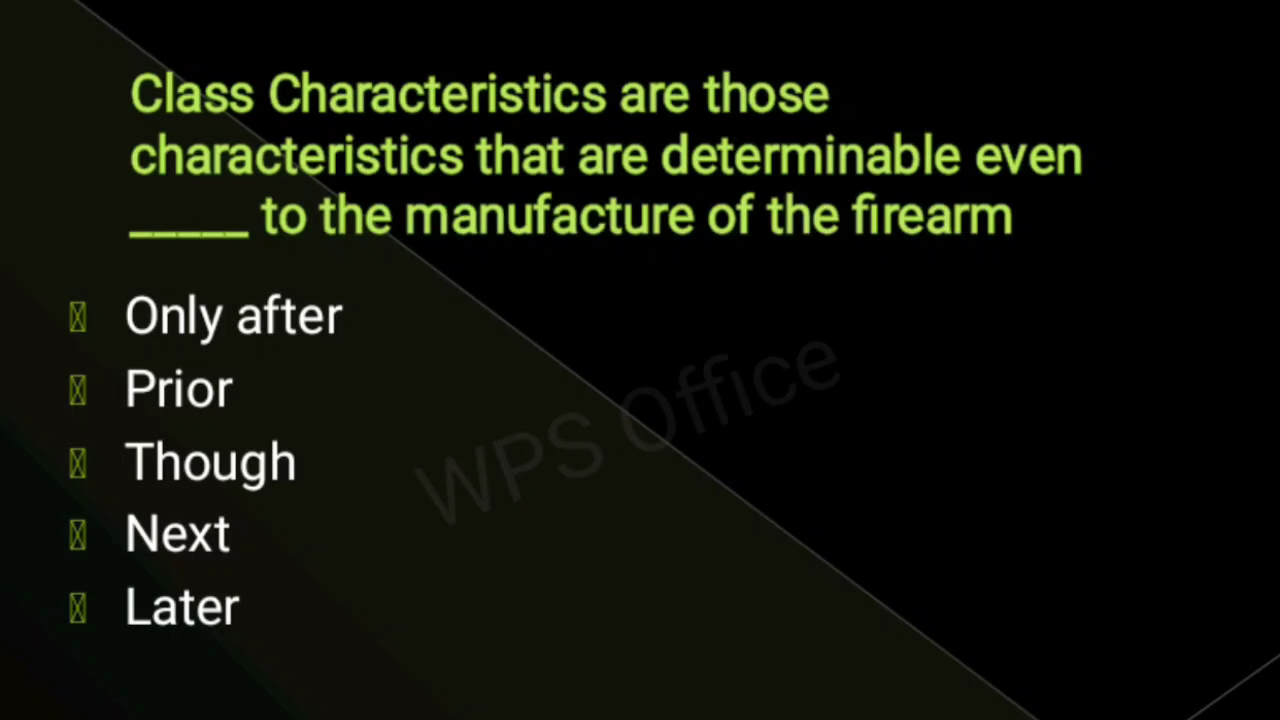 Class Characteristics are those
characteristics that are determinable even
_____ to the manufacture of the firearm
Only after
Prior
Though
Next
Later
WPS Office